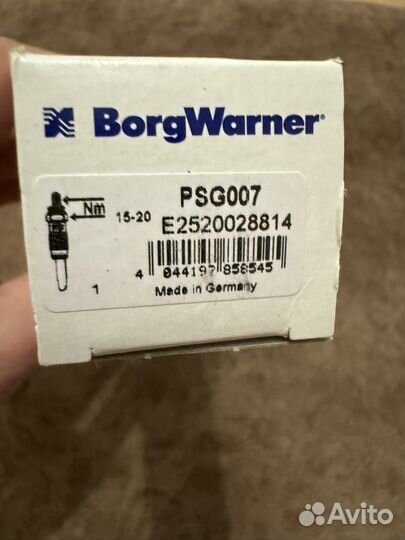 BorgWarner
PSG007
Nm
15-20
E2520028814
4 044197 858545
1
Made in Germany
Avito